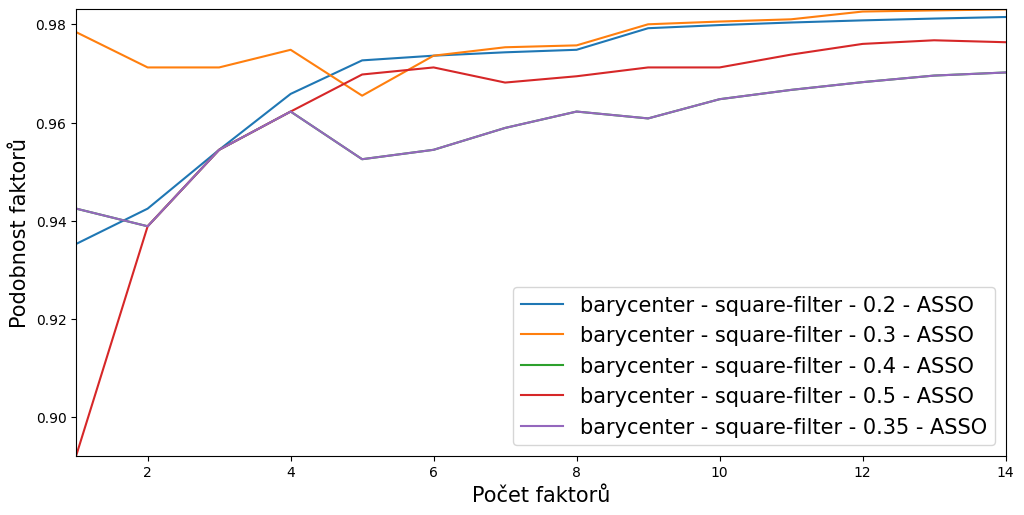 0.98
0.96
0.94
0.92
0.90
Podobnost faktorů
barycenter - square-filter - 0.2 - ASSO
barycenter - square-filter - 0.3 - ASSO
barycenter - square-filter - 0.4 - ASSO
barycenter - square-filter - 0.5 - ASSO
barycenter - square-filter - 0.35 - ASSO
2 4 6 8 10 12 14
Počet faktorů